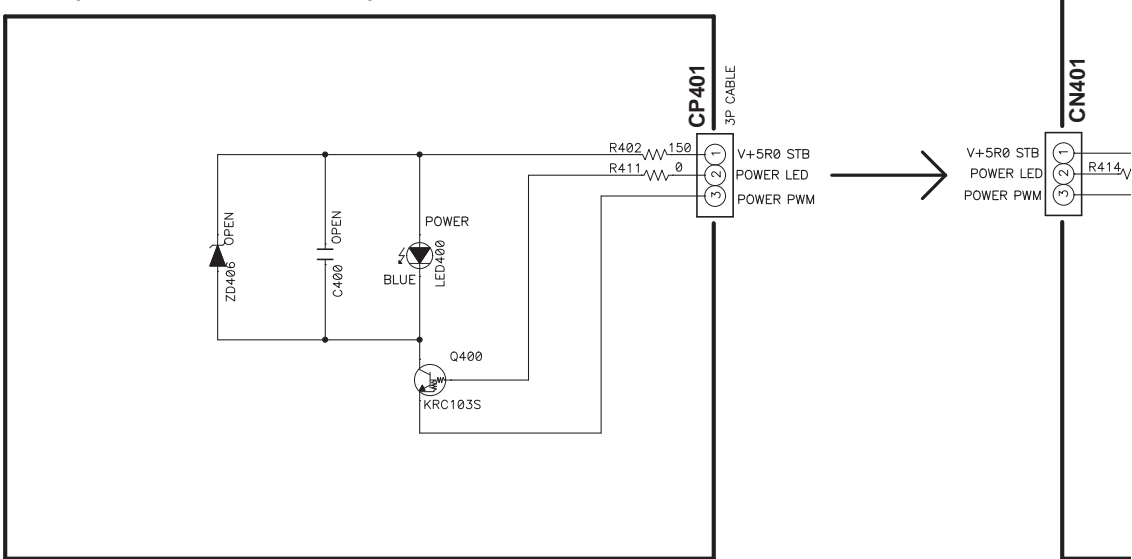 CP401
3P CABLE
CN401
R402 150
R411 0
1 V+5R0 STB
2 POWER LED
3 POWER PWM
V+5R0 STB 1
POWER LED 2
POWER PWM 3
R414
POWER
OPEN
ZD406
OPEN
C400
BLUE
LED400
Q400
KRC103S